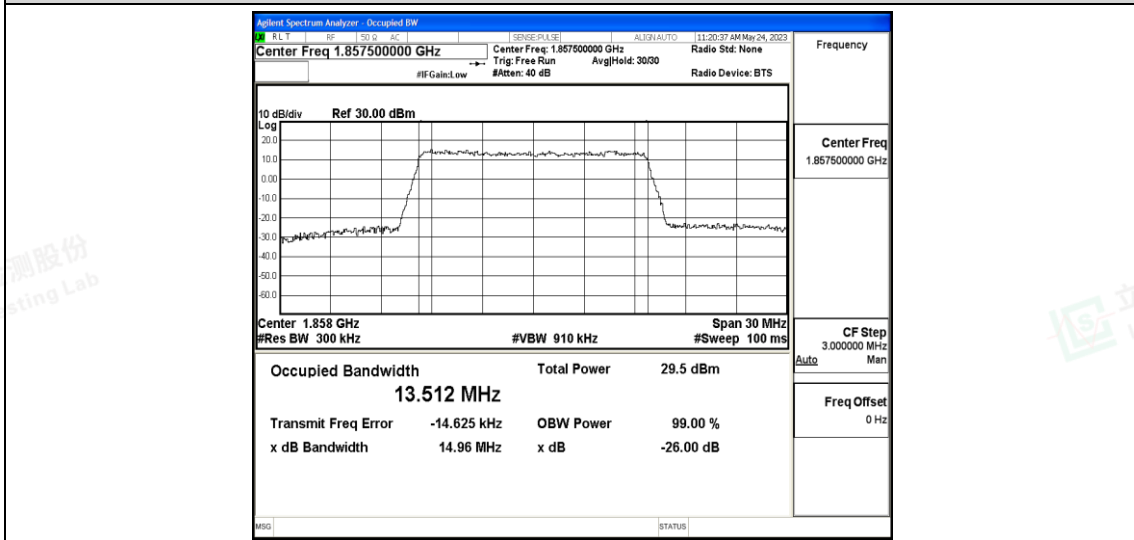 Agilent Spectrum Analyzer - Occupied BW
RLT RF 50 Ω AC SENSE:PULSE ALIGNAUTO 11:20:37 AM May 24, 2023
Center Freq 1.857500000 GHz
Center Freq: 1.857500000 GHz
Radio Std: None
Trig: Free Run Avg|Hold: 30/30
#IFGain:Low #Atten: 40 dB Radio Device: BTS
10 dB/div Ref 30.00 dBm
Log
20.0
10.0
0.00
-10.0
-20.0
-30.0
-40.0
-50.0
-60.0
Center 1.858 GHz Span 30 MHz
#Res BW 300 kHz #VBW 910 kHz #Sweep 100 ms
Occupied Bandwidth Total Power 29.5 dBm
13.512 MHz
Transmit Freq Error -14.625 kHz OBW Power 99.00 %
x dB Bandwidth 14.96 MHz x dB -26.00 dB
MSG STATUS
Frequency
Center Freq
1.857500000 GHz
CF Step
3.000000 MHz
Auto Man
Freq Offset
0 Hz
测股份
sting Lab
立